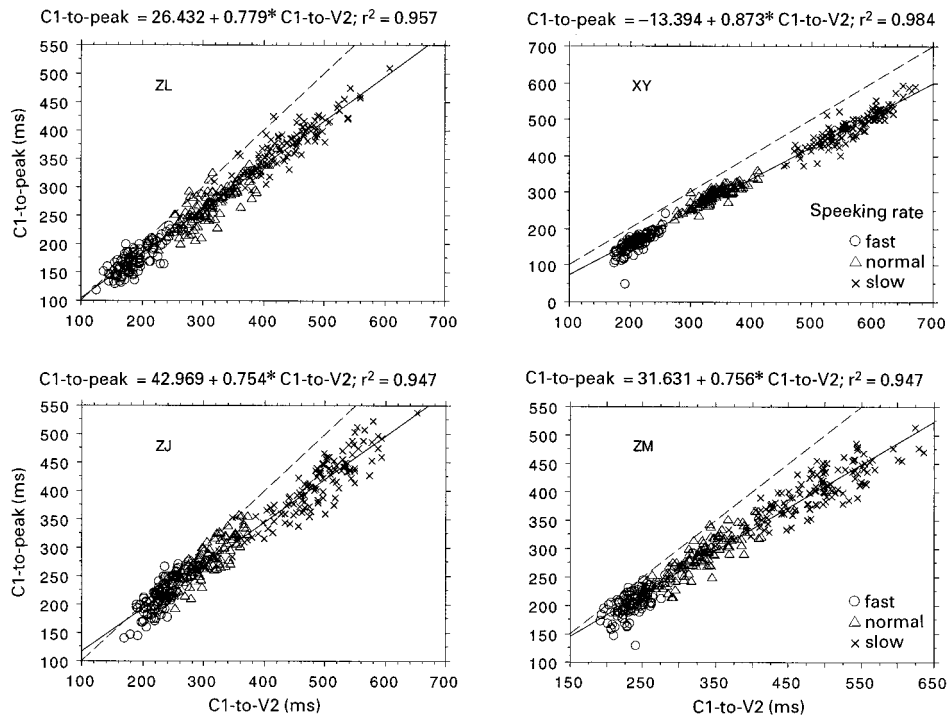 C1-to-peak = 26.432 + 0.779* C1-to-V2; r² = 0.957
550
500
450
400
350
300
250
200
150
100
C1-to-peak (ms)
ZL
100 200 300 400 500 600 700
C1-to-peak = −13.394 + 0.873* C1-to-V2; r² = 0.984
700
600
500
400
300
200
100
0
XY
Speeking rate
fast
normal
slow
100 200 300 400 500 600 700
C1-to-peak = 42.969 + 0.754* C1-to-V2; r² = 0.947
550
500
450
400
350
300
250
200
150
100
C1-to-peak (ms)
ZJ
100 200 300 400 500 600 700
C1-to-V2 (ms)
C1-to-peak = 31.631 + 0.756* C1-to-V2; r² = 0.947
550
500
450
400
350
300
250
200
150
100
ZM
fast
normal
slow
150 250 350 450 550 650
C1-to-V2 (ms)